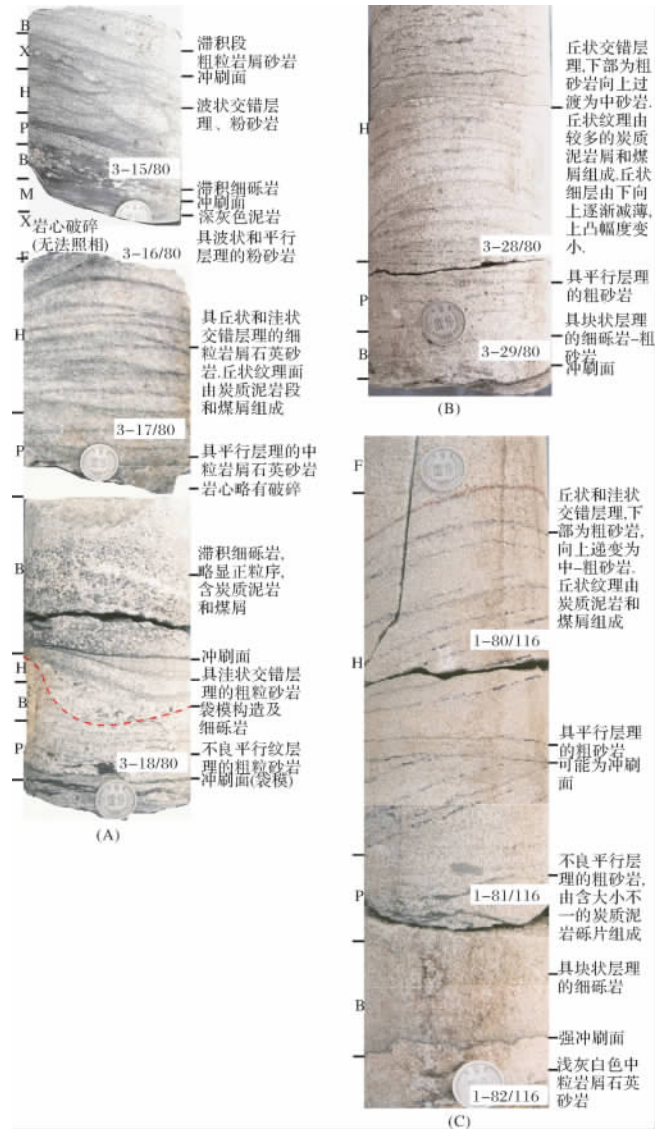 B
X
H
P
B
M
X
F
H
P
B
H
B
P
滞积段
粗粒岩屑砂岩
冲刷面
波状交错层
理、粉砂岩
3-15/80
滞积细砾岩
冲刷面
深灰色泥岩
岩心破碎
(无法照相)
3-16/80
具波状和平行
层理的粉砂岩
具丘状和洼状
交错层理的细
粒岩屑石英砂
岩.丘状纹理面
由炭质泥岩段
和煤屑组成
3-17/80
具平行层理的中
粒岩屑石英砂岩
岩心略有破碎
滞积细砾岩,
略显正粒序,
含炭质泥岩
和煤屑
冲刷面
具洼状交错层
理的粗粒砂岩
袋模构造及
细砾岩
不良平行纹层
理的粗粒砂岩
3-18/80
冲刷面(袋模)
(A)
H
P
B
丘状交错层
理,下部为粗
砂岩向上过
渡为中砂岩.
丘状纹理由
较多的炭质
泥岩屑和煤
屑组成.丘状
细层由下向
上逐渐减薄,
上凸幅度变
小.
3-28/80
具平行层理
的粗砂岩
具块状层理
的细砾岩-粗
砂岩
3-29/80
冲刷面
(B)
F
H
P
B
丘状和洼状
交错层理,下
部为粗砂岩,
向上递变为
中-粗砂岩.
丘状纹理由
炭质泥岩和
煤屑组成
1-80/116
具平行层理
的粗砂岩
可能为冲刷
面
不良平行层
理的粗砂岩,
由含大小不
一的炭质泥
岩砾片组成
1-81/116
具块状层理
的细砾岩
强冲刷面
浅灰白色中
粒岩屑石英
砂岩
1-82/116
(C)